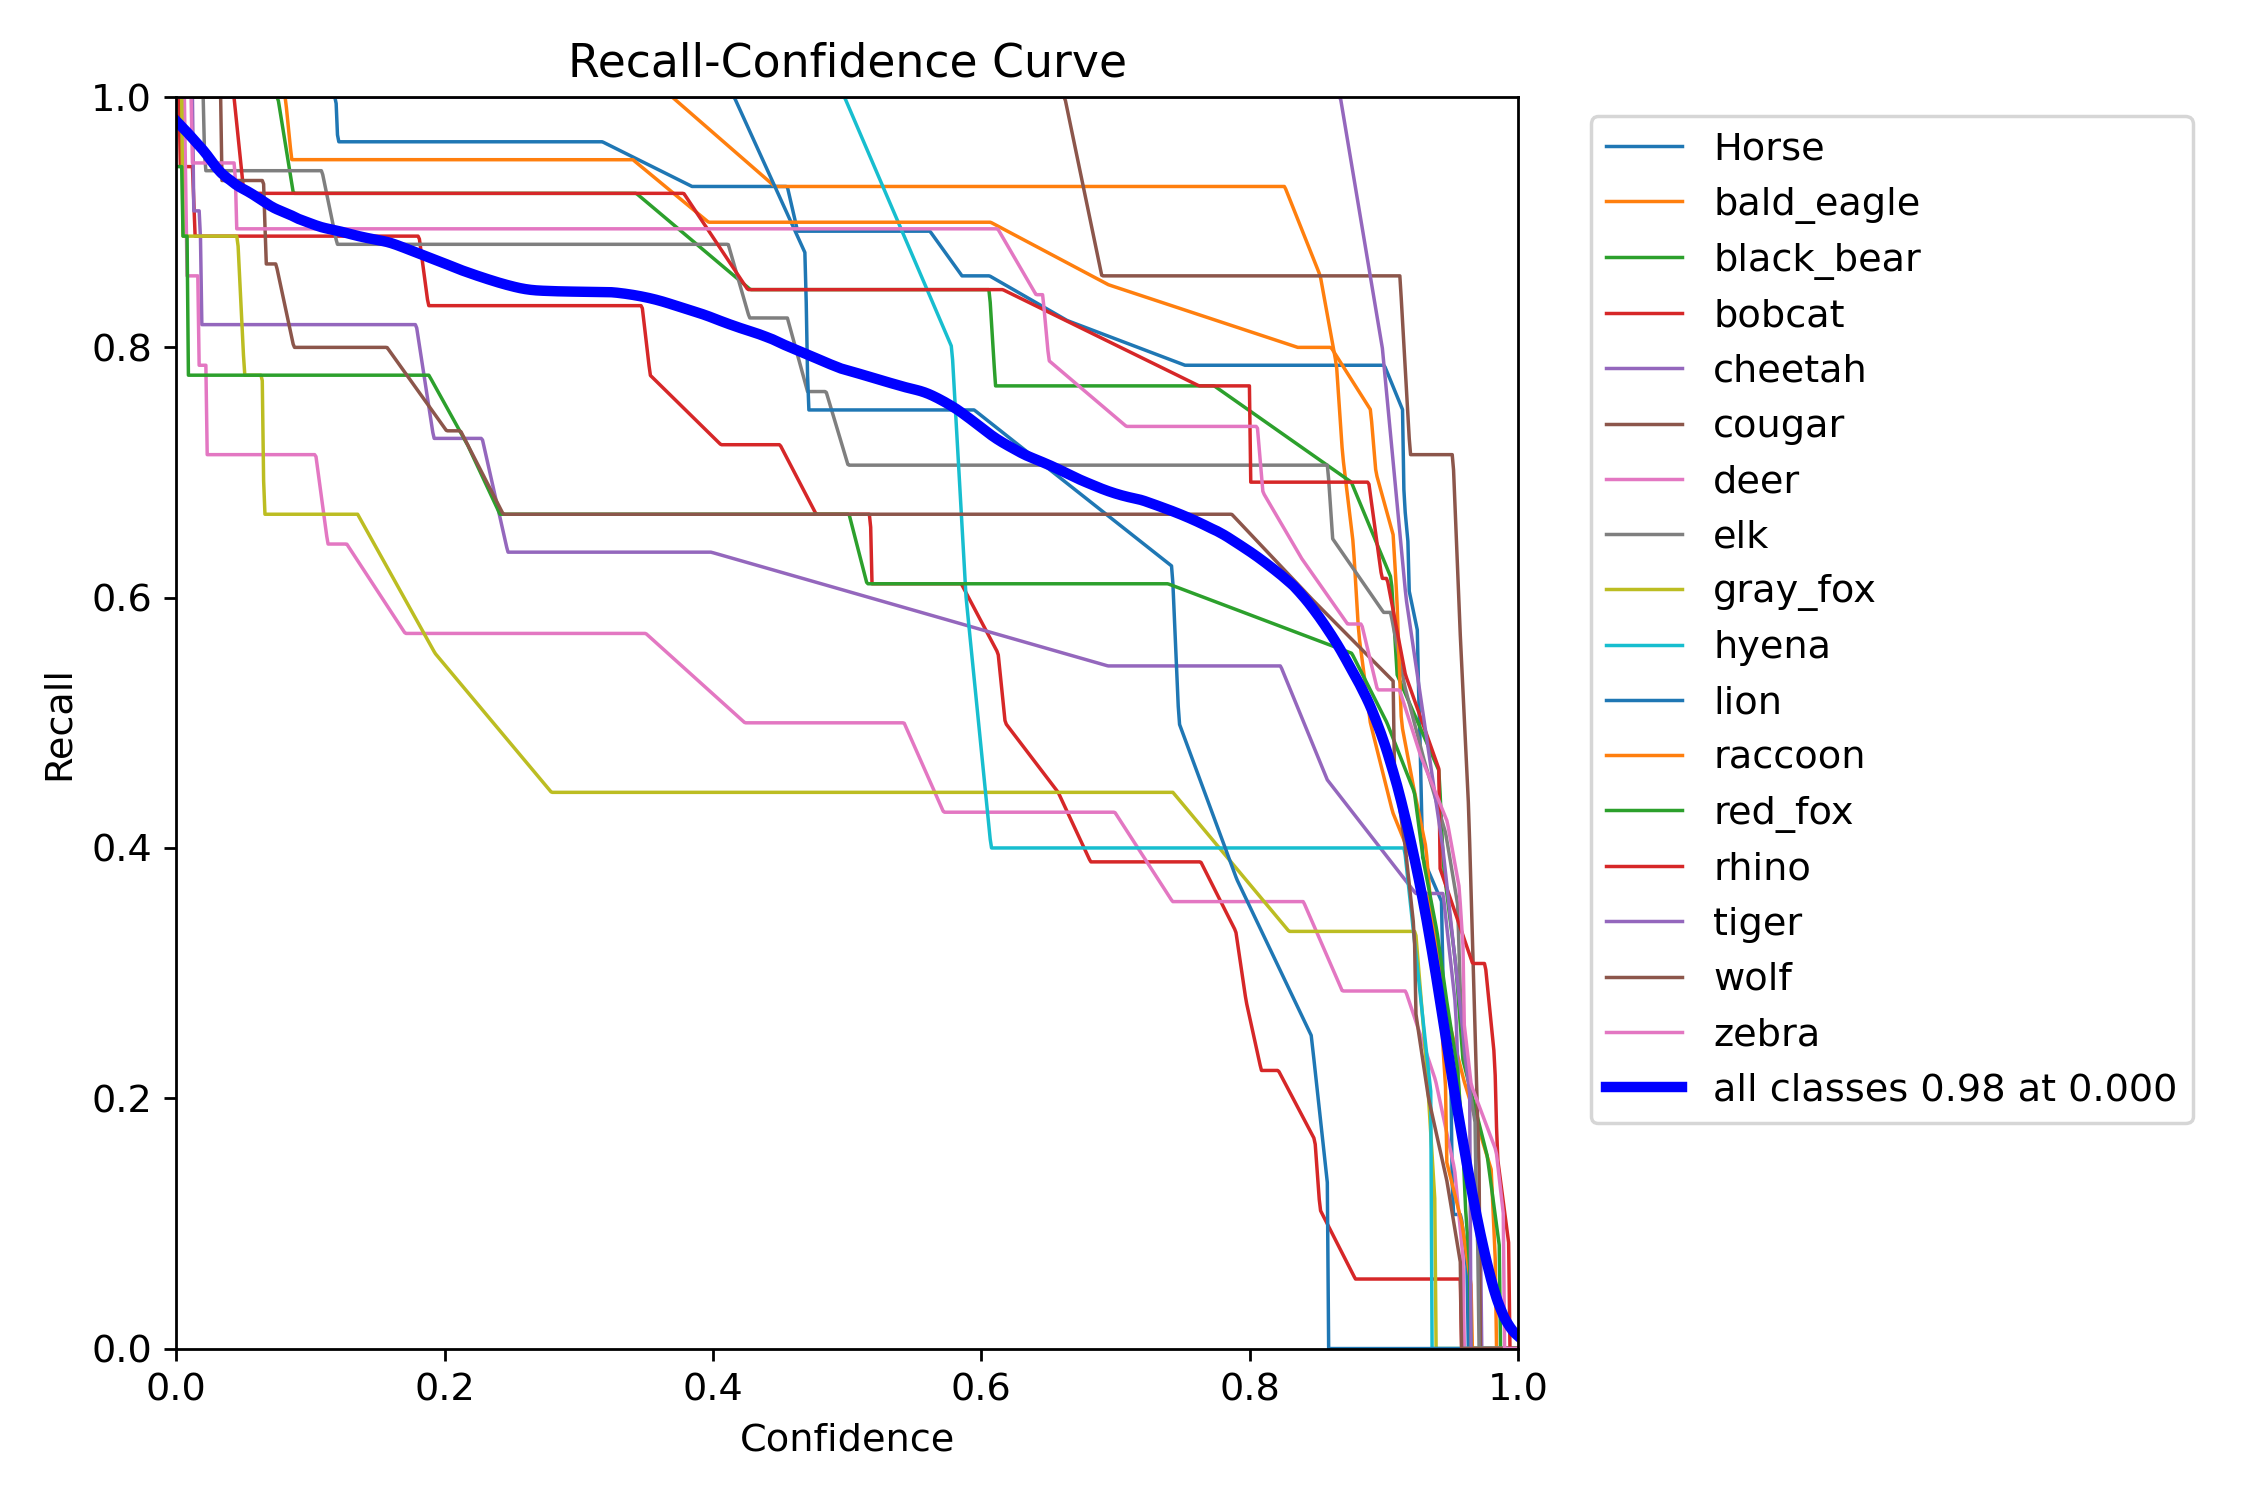 Recall-Confidence Curve
1.0
0.8
0.6
0.4
0.2
0.0
Recall
0.0 0.2 0.4 0.6 0.8 1.0
Confidence
Horse
bald_eagle
black_bear
bobcat
cheetah
cougar
deer
elk
gray_fox
hyena
lion
raccoon
red_fox
rhino
tiger
wolf
zebra
all classes 0.98 at 0.000